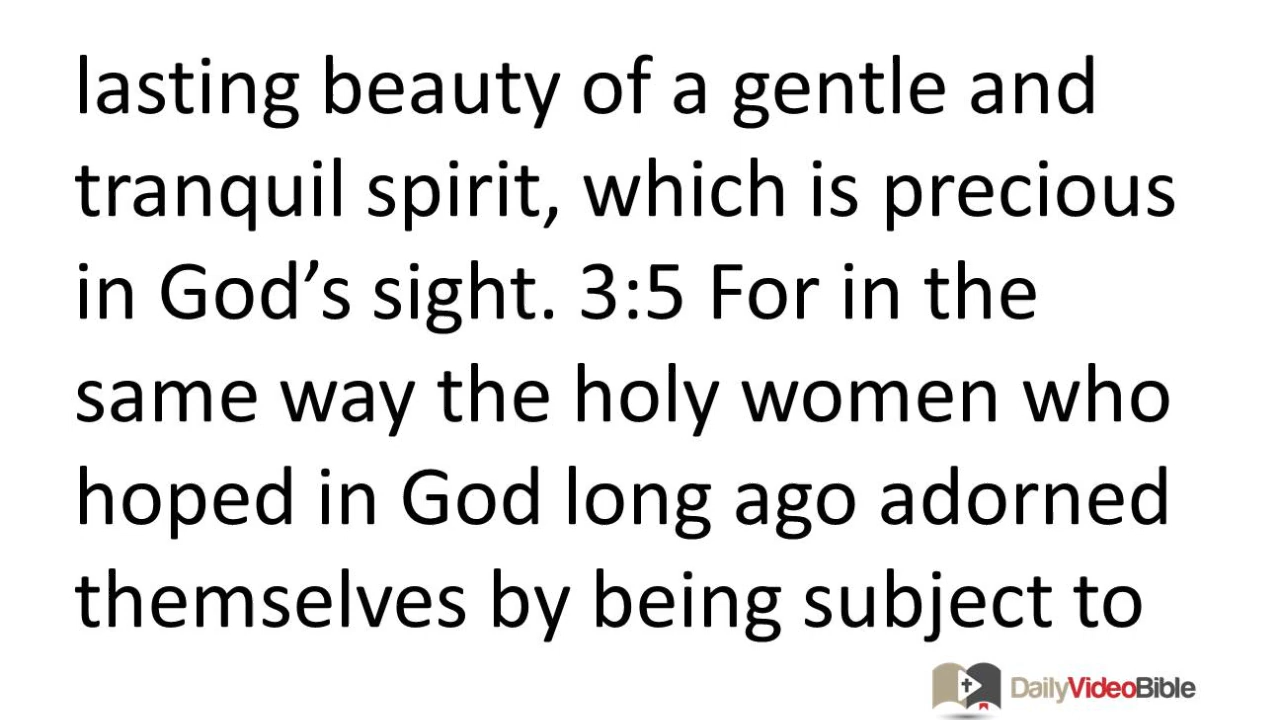 lasting beauty of a gentle and
tranquil spirit, which is precious
in God’s sight. 3:5 For in the
same way the holy women who
hoped in God long ago adorned
themselves by being subject to
DailyVideoBible